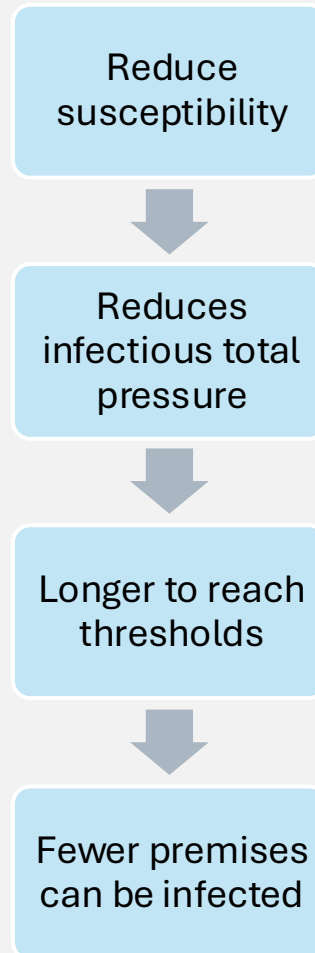 Reduce
susceptibility
Reduces
infectious total
pressure
Longer to reach
thresholds
Fewer premises
can be infected